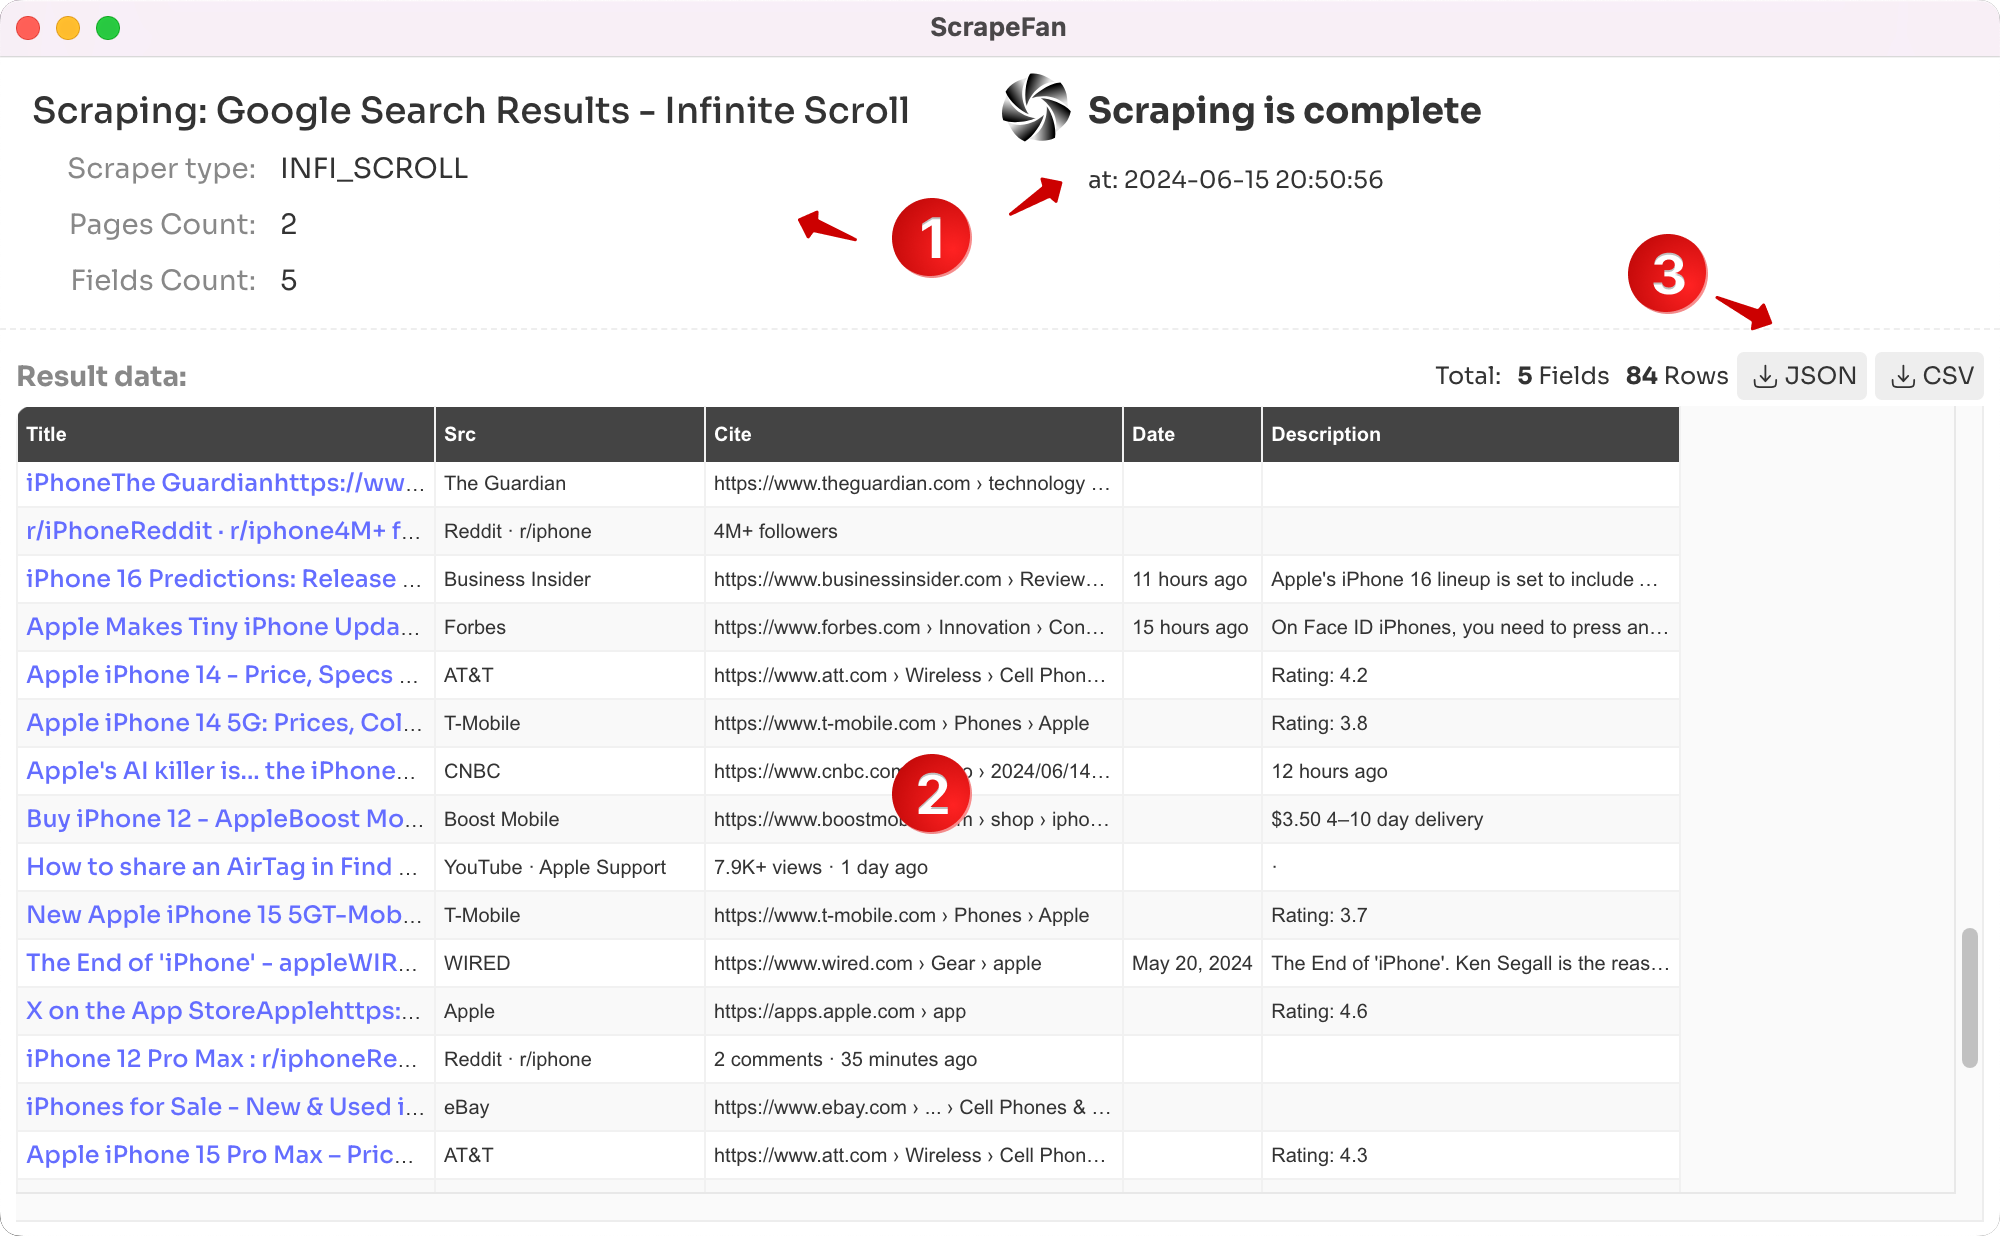 ScrapeFan
Scraping: Google Search Results - Infinite Scroll
Scraping is complete
Scraper type: INFI_SCROLL
at: 2024-06-15 20:50:56
Pages Count: 2
1
Fields Count: 5
3
Result data:
Total: 5 Fields 84 Rows JSON CSV
Title Src Cite Date Description
iPhoneThe Guardianhttps://ww... The Guardian https://www.theguardian.com › technology ...
r/iPhoneReddit · r/iphone4M+ f... Reddit · r/iphone 4M+ followers
iPhone 16 Predictions: Release ... Business Insider https://www.businessinsider.com › Review... 11 hours ago Apple's iPhone 16 lineup is set to include ...
Apple Makes Tiny iPhone Upda... Forbes https://www.forbes.com › Innovation › Con... 15 hours ago On Face ID iPhones, you need to press an...
Apple iPhone 14 - Price, Specs ... AT&T https://www.att.com › Wireless › Cell Phon... Rating: 4.2
Apple iPhone 14 5G: Prices, Col... T-Mobile https://www.t-mobile.com › Phones › Apple Rating: 3.8
Apple's AI killer is... the iPhone... CNBC https://www.cnbc.com › 2024/06/14... 12 hours ago
2
Buy iPhone 12 - AppleBoost Mo... Boost Mobile https://www.boostmob m › shop › ipho... $3.50 4–10 day delivery
How to share an AirTag in Find ... YouTube · Apple Support 7.9K+ views · 1 day ago ·
New Apple iPhone 15 5GT-Mob... T-Mobile https://www.t-mobile.com › Phones › Apple Rating: 3.7
The End of 'iPhone' - appleWIR... WIRED https://www.wired.com › Gear › apple May 20, 2024 The End of 'iPhone'. Ken Segall is the reas...
X on the App StoreApplehttps:... Apple https://apps.apple.com › app Rating: 4.6
iPhone 12 Pro Max : r/iphoneRe... Reddit · r/iphone 2 comments · 35 minutes ago
iPhones for Sale - New & Used i... eBay https://www.ebay.com › ... › Cell Phones & ...
Apple iPhone 15 Pro Max – Pric... AT&T https://www.att.com › Wireless › Cell Phon... Rating: 4.3